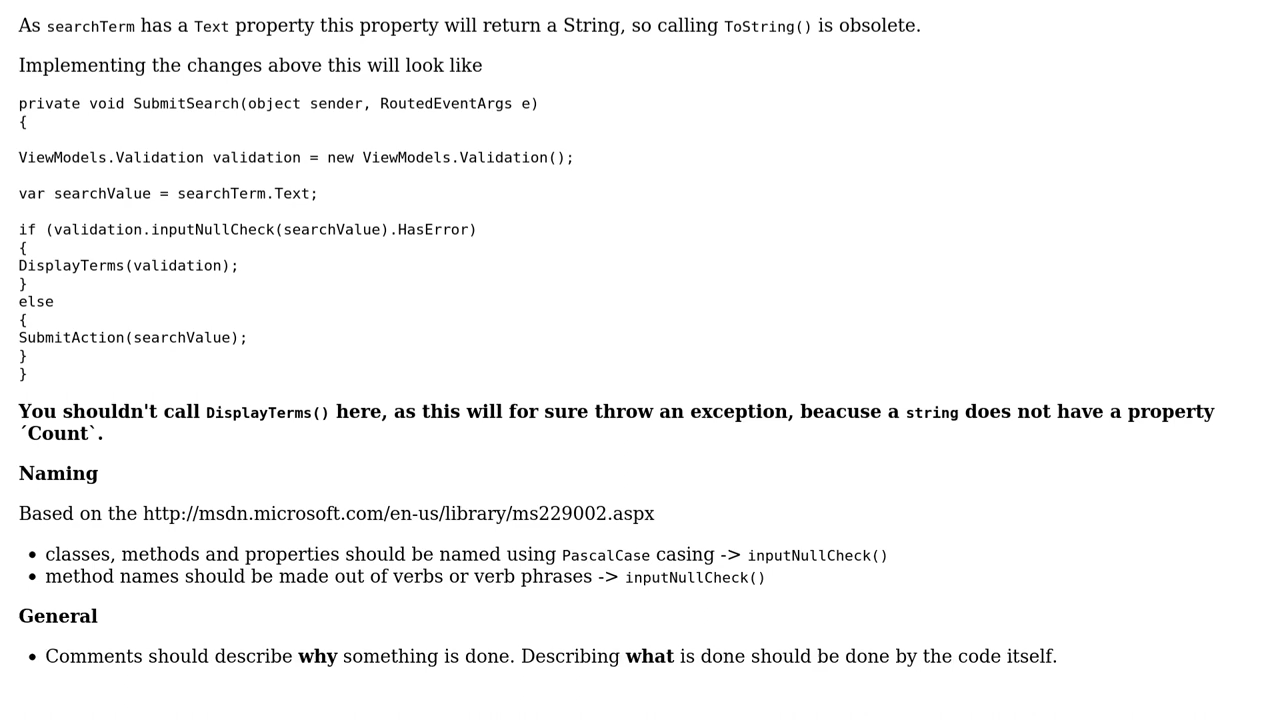 As searchTerm has a Text property this property will return a String, so calling ToString() is obsolete.
Implementing the changes above this will look like
private void SubmitSearch(object sender, RoutedEventArgs e)
{
ViewModels.Validation validation = new ViewModels.Validation();
var searchValue = searchTerm.Text;
if (validation.inputNullCheck(searchValue).HasError)
{
DisplayTerms(validation);
}
else
{
SubmitAction(searchValue);
}
}
You shouldn't call DisplayTerms() here, as this will for sure throw an exception, beacuse a string does not have a property
´Count`.
Naming
Based on the http://msdn.microsoft.com/en-us/library/ms229002.aspx
• classes, methods and properties should be named using PascalCase casing -> inputNullCheck()
• method names should be made out of verbs or verb phrases -> inputNullCheck()
General
• Comments should describe why something is done. Describing what is done should be done by the code itself.